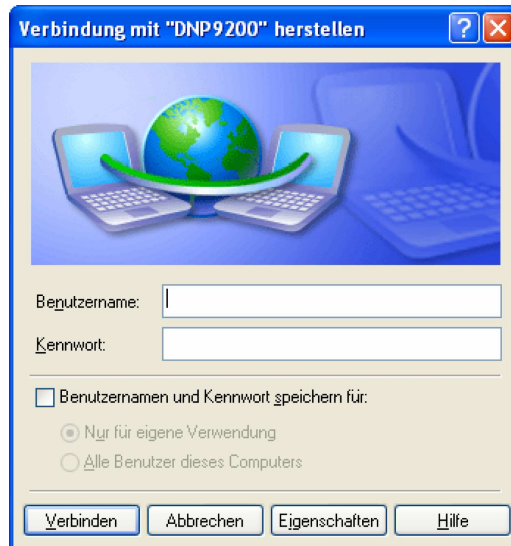 Verbindung mit "DNP9200" herstellen
Benutzername:
Kennwort:
Benutzernamen und Kennwort speichern für:
Nur für eigene Verwendung
Alle Benutzer dieses Computers
Verbinden Abbrechen Eigenschaften Hilfe